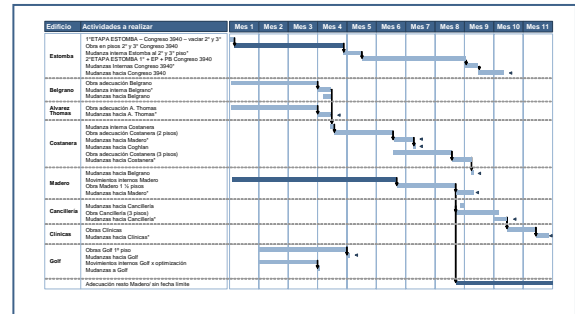 Edificio Actividades a realizar Mes 1 Mes 2 Mes 3 Mes 4 Mes 5 Mes 6 Mes 7 Mes 8 Mes 9 Mes 10 Mes 11
Estomba
1°ETAPA ESTOMBA – Congreso 3940 – vaciar 2° y 3°
Obra en pisos 2° y 3° Congreso 3940
Mudanza interna Estomba al 2° y 3° piso*
2°ETAPA ESTOMBA 1° + EP + PB Congreso 3940
Mudanzas Internas Congreso 3940*
Mudanzas hacia Congreso 3940
Belgrano
Obra adecuación Belgrano
Mudanza interna Belgrano*
Mudanzas hacia Belgrano
Alvarez Thomas
Obra adecuación A. Thomas
Mudanzas hacia A. Thomas*
Costanera
Mudanza interna Costanera
Obra adecuación Costanera (2 pisos)
Mudanzas hacia Madero*
Mudanzas hacia Coghlan
Obra adecuación Costanera (3 pisos)
Mudanzas hacia Costanera*
Madero
Mudanzas hacia Belgrano
Movimientos internos Madero
Obra Madero 1 ½ pisos
Mudanzas hacia Madero*
Cancillería
Mudanzas hacia Cancillería
Obra Cancillería (3 pisos)
Mudanzas hacia Cancillería*
Clínicas
Obras Clínicas
Mudanzas hacia Clínicas*
Golf
Obras Golf 1º piso
Mudanzas hacia Golf
Movimientos internos Golf x optimización
Mudanzas a Golf
Adecuación resto Madero/ sin fecha límite